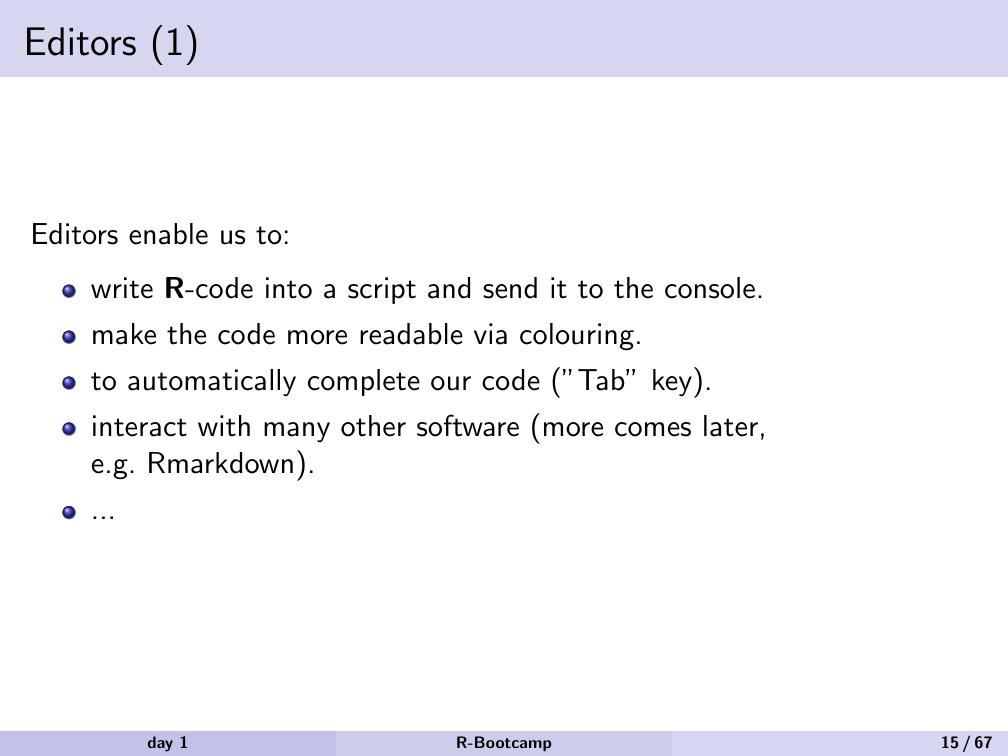 Editors (1)
Editors enable us to:
write R-code into a script and send it to the console.
make the code more readable via colouring.
to automatically complete our code (”Tab” key).
interact with many other software (more comes later,
e.g. Rmarkdown).
...
day 1
R-Bootcamp
15 / 67